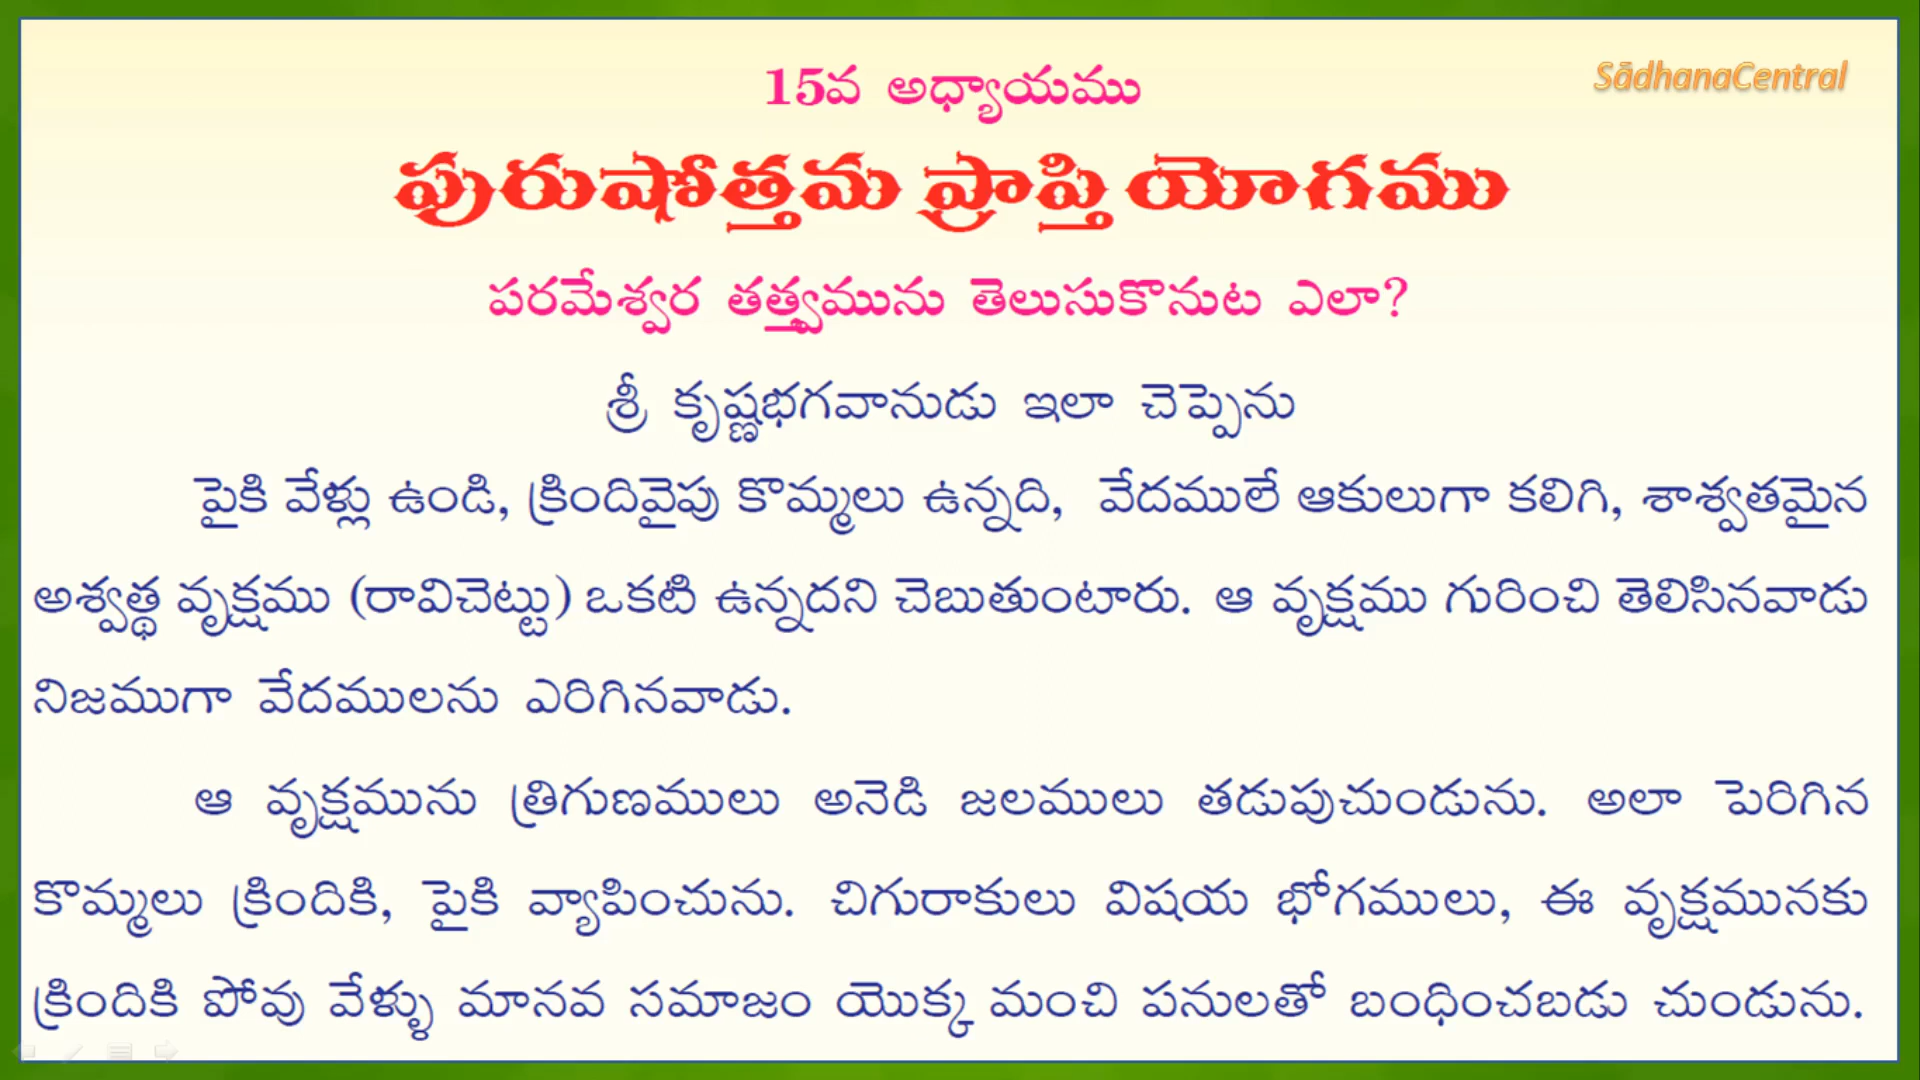 SādhanaCentral
15వ అధ్యాయము
పురుషోత్తమ ప్రాప్తి యోగము
పరమేశ్వర తత్త్వమును తెలుసుకొనుట ఎలా?
శ్రీ కృష్ణభగవానుడు ఇలా చెప్పెను
పైకి వేళ్లు ఉండి, క్రిందివైపు కొమ్మలు ఉన్నది, వేదములే ఆకులుగా కలిగి, శాశ్వతమైన
అశ్వత్థ వృక్షము (రావిచెట్టు) ఒకటి ఉన్నదని చెబుతుంటారు. ఆ వృక్షము గురించి తెలిసినవాడు
నిజముగా వేదములను ఎరిగినవాడు.
ఆ వృక్షమును త్రిగుణములు అనెడి జలములు తడుపుచుండును. అలా పెరిగిన
కొమ్మలు క్రిందికి, పైకి వ్యాపించును. చిగురాకులు విషయ భోగములు, ఈ వృక్షమునకు
క్రిందికి పోవు వేళ్ళు మానవ సమాజం యొక్క మంచి పనులతో బంధించబడు చుండును.